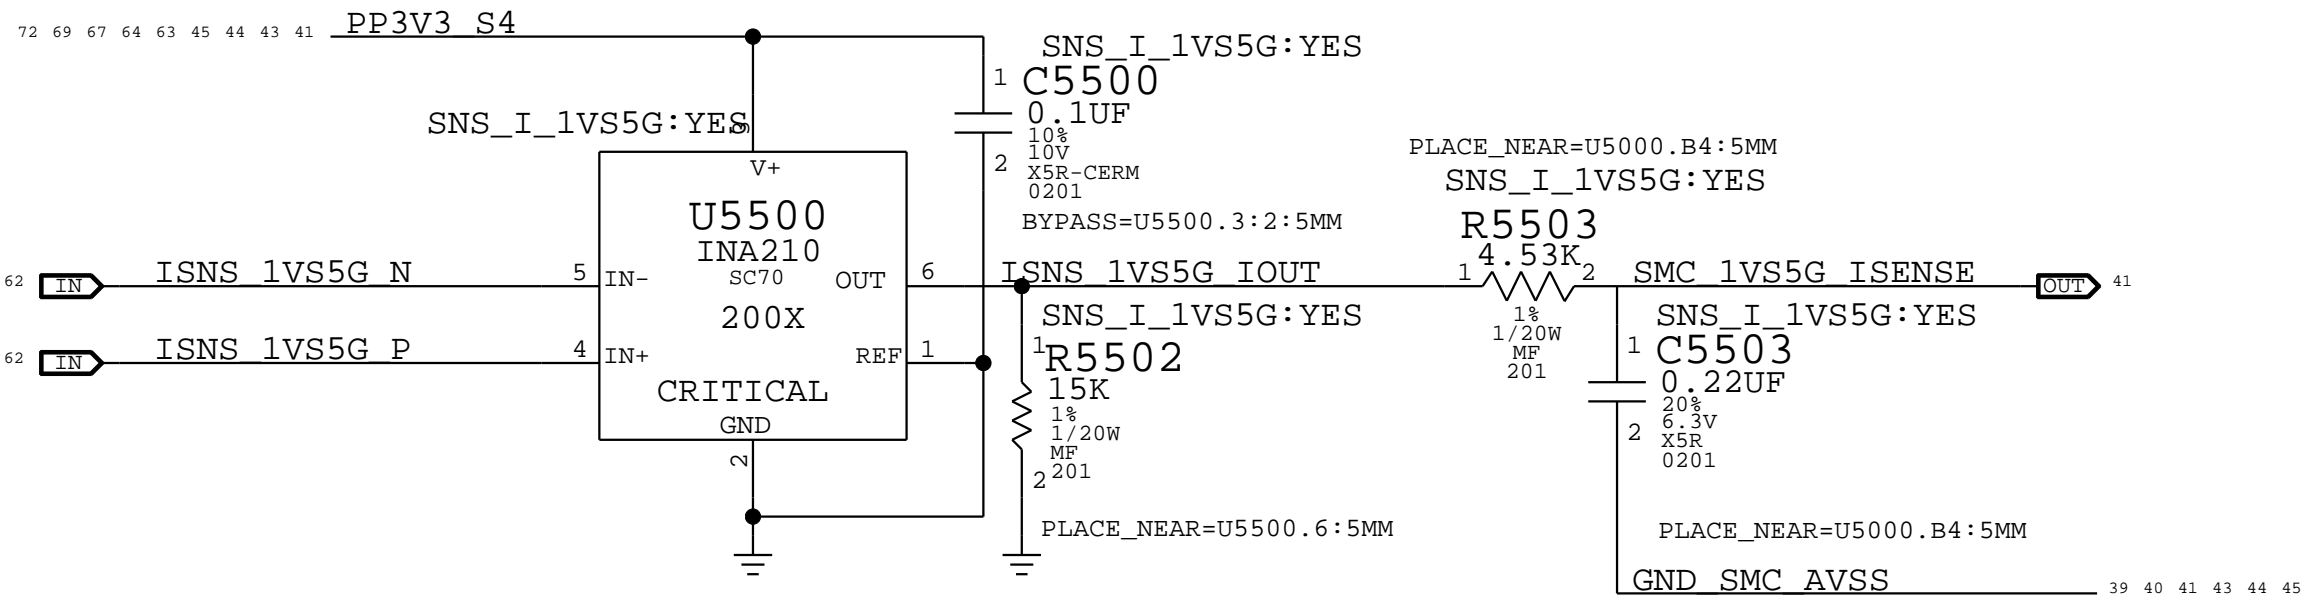 72 69 67 64 63 45 44 43 41 PP3V3_S4
SNS_I_1VS5G:YES
1 C5500
0.1UF
10%
10V
2 X5R-CERM
0201
BYPASS=U5500.3:2:5MM
SNS_I_1VS5G:YES
3
V+
U5500
INA210
SC70
200X
CRITICAL
GND
2
62 IN ISNS_1VS5G_N 5 IN-
62 IN ISNS_1VS5G_P 4 IN+
OUT 6 ISNS_1VS5G_IOUT
REF 1
SNS_I_1VS5G:YES
1 R5502
15K
1%
1/20W
MF
2 201
PLACE_NEAR=U5500.6:5MM
PLACE_NEAR=U5000.B4:5MM
SNS_I_1VS5G:YES
R5503
4.53K
1 2
1%
1/20W
MF
201
SMC_1VS5G_ISENSE OUT 41
SNS_I_1VS5G:YES
1 C5503
0.22UF
20%
6.3V
2 X5R
0201
PLACE_NEAR=U5000.B4:5MM
GND_SMC_AVSS 39 40 41 43 44 45